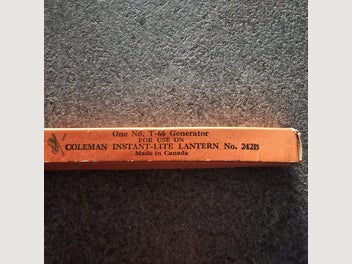 One No. T-66 Generator
FOR USE ON
COLEMAN INSTANT-LITE LANTERN No. 242B
Made in Canada